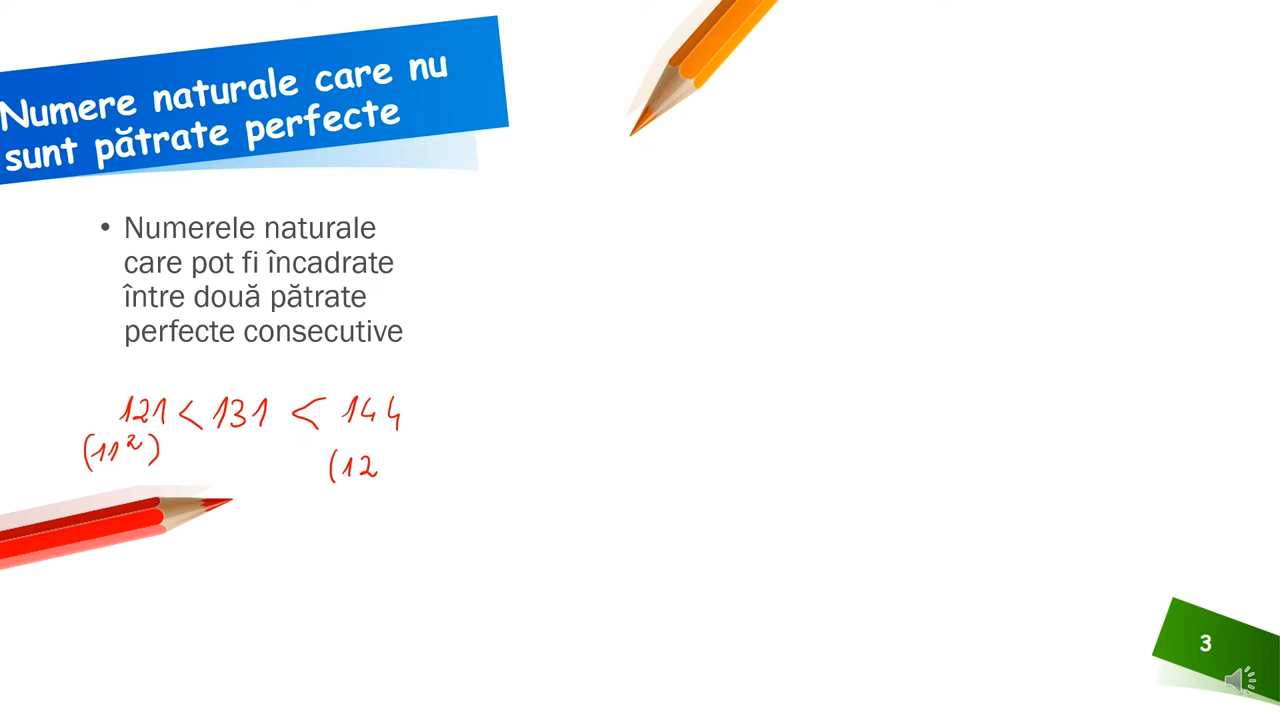 Numere naturale care nu
sunt pătrate perfecte
• Numerele naturale
care pot fi încadrate
între două pătrate
perfecte consecutive
121 < 131 < 144
(11²)
(12
3